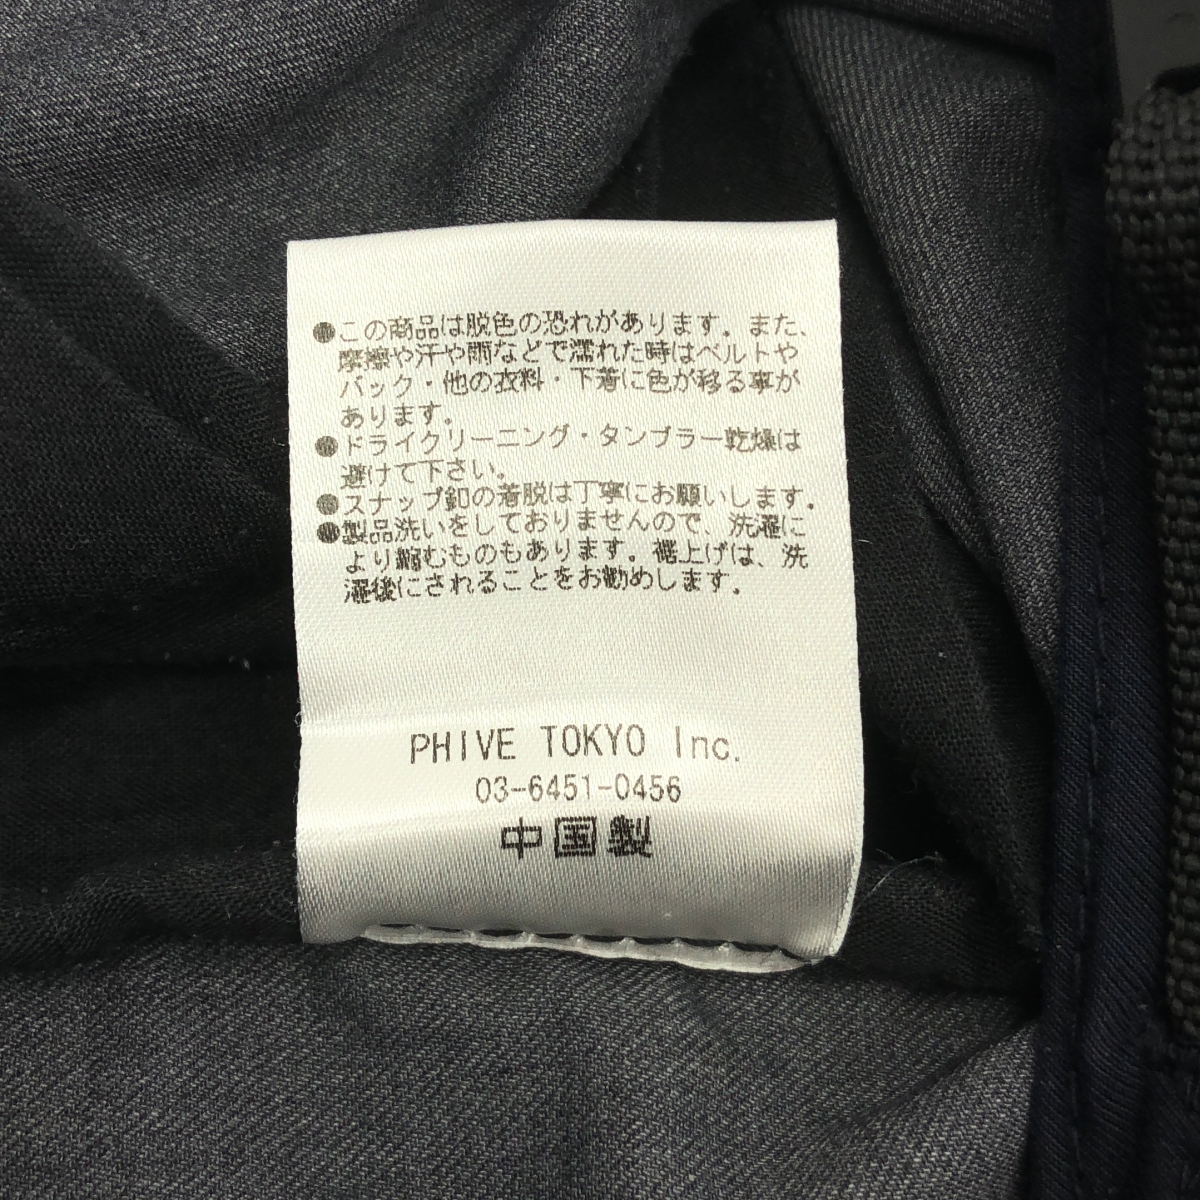 ●この商品は脱色の恐れがあります。また、
摩擦や汗や雨などで濡れた時はベルトや
バック・他の衣料・下着に色が移る事が
あります。
●ドライクリーニング・タンブラー乾燥は
避けて下さい。
●スナップ釦の着脱は丁寧にお願いします。
●製品洗いをしておりませんので、洗濯に
より縮むものもあります。裾上げは、洗
濯後にされることをお勧めします。
PHIVE TOKYO Inc.
03-6451-0456
中国製